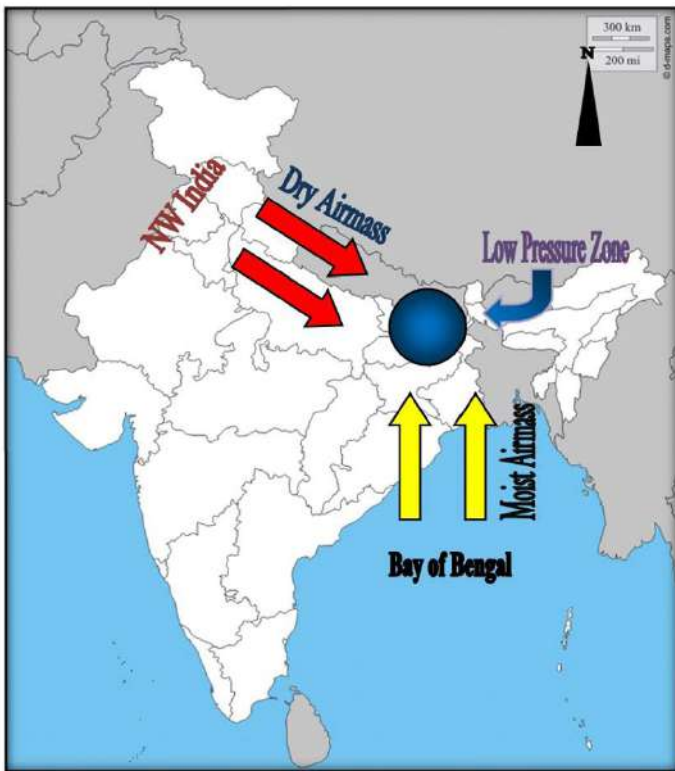 300 km
200 mi
© d-maps.com
N
NW India
Dry Airmass
Low Pressure Zone
Moist Airmass
Bay of Bengal